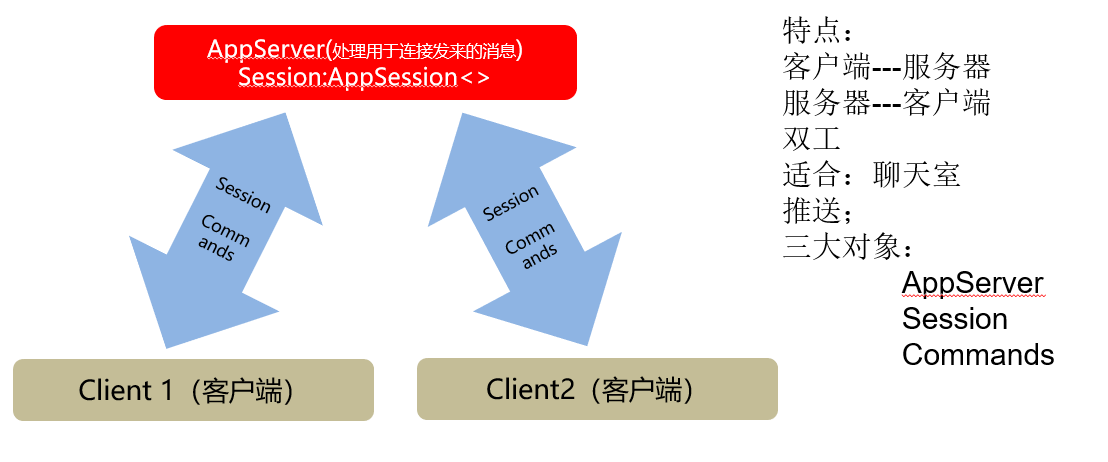 AppServer(处理用于连接发来的消息)
Session:AppSession<>
Session
Comm
ands
Session
Comm
ands
Client 1（客户端）
Client2（客户端）
特点：
客户端---服务器
服务器---客户端
双工
适合：聊天室
推送；
三大对象：
AppServer
Session
Commands